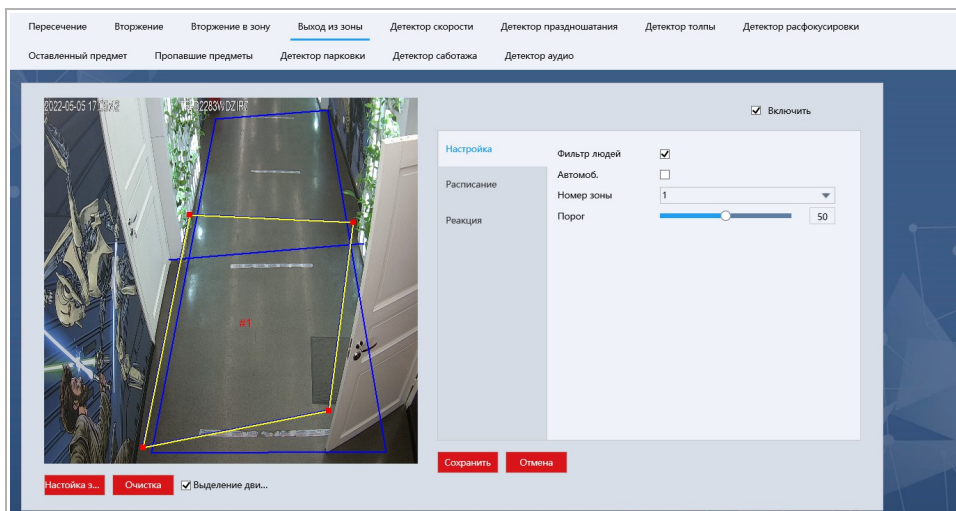 Пересечение Вторжение Вторжение в зону Выход из зоны Детектор скорости Детектор праздношатания Детектор толпы Детектор расфокусировки
Оставленный предмет Пропавшие предметы Детектор парковки Детектор саботажа Детектор аудио
2022-05-05
Включить
Настройка
Фильтр людей
Автомоб.
Расписание
Номер зоны 1
Реакция
Порог 50
#1
Сохранить Отмена
Настойка з... Очистка Выделение дви...